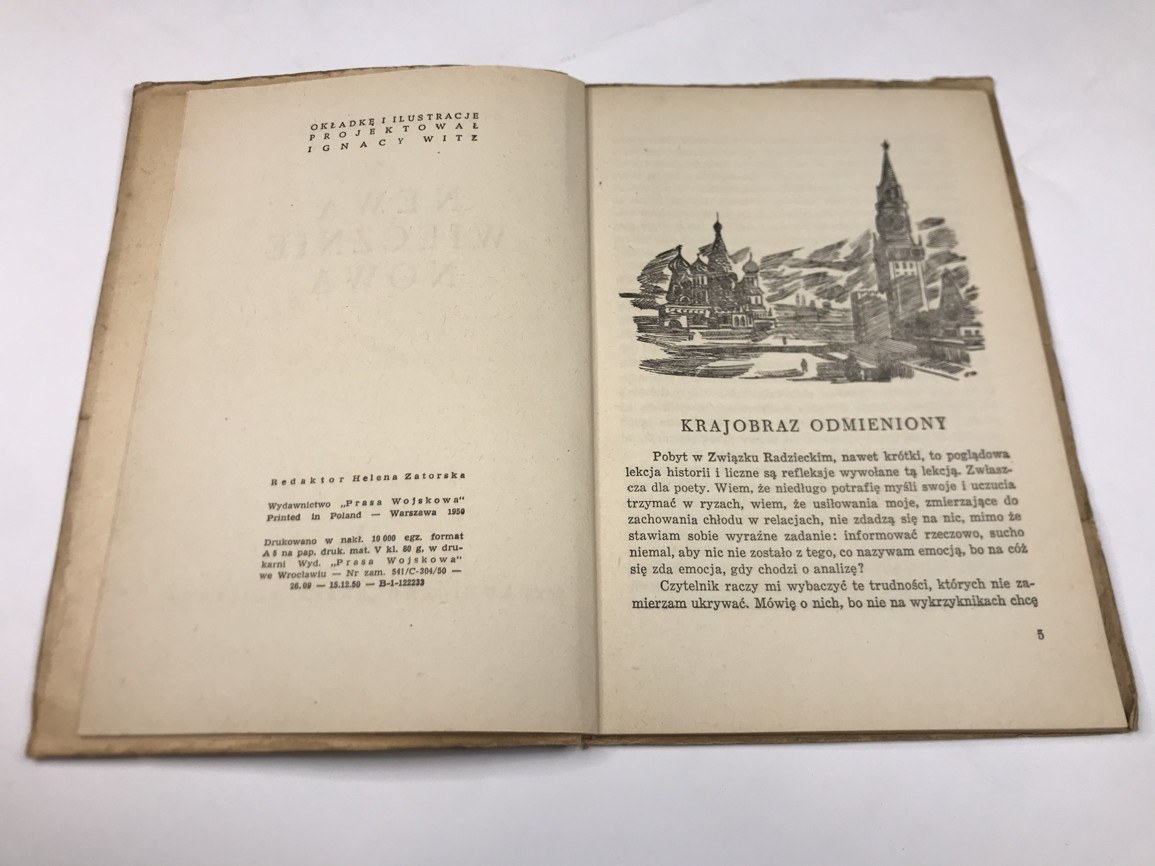 OKŁADKĘ I ILUSTRACJE
PROJEKTOWAŁ
IGNACY WITZ
Redaktor Helena Zatorska
Wydawnictwo „Prasa Wojskowa”
Printed in Poland — Warszawa 1950
Drukowano w nakł. 10 000 egz. format
A 5 na pap. druk. mat. V kl. 80 g, w dru-
karni Wyd. „Prasa Wojskowa”
we Wrocławiu — Nr zam. 541/C-304/50 —
26.09 — 15.12.50 — B-1-122233
KRAJOBRAZ ODMIENIONY
Pobyt w Związku Radzieckim, nawet krótki, to poglądowa
lekcja historii i liczne są refleksje wywołane tą lekcją. Zwłasz-
cza dla poety. Wiem, że niedługo potrafię myśli swoje i uczucia
trzymać w ryzach, wiem, że usiłowania moje, zmierzające do
zachowania chłodu w relacjach, nie zdadzą się na nic, mimo że
stawiam sobie wyraźne zadanie: informować rzeczowo, sucho
niemal, aby nic nie zostało z tego, co nazywam emocją, bo na cóż
się zda emocja, gdy chodzi o analizę?
Czytelnik raczy mi wybaczyć te trudności, których nie za-
mierzam ukrywać. Mówię o nich, bo nie na wykrzyknikach chcę
5